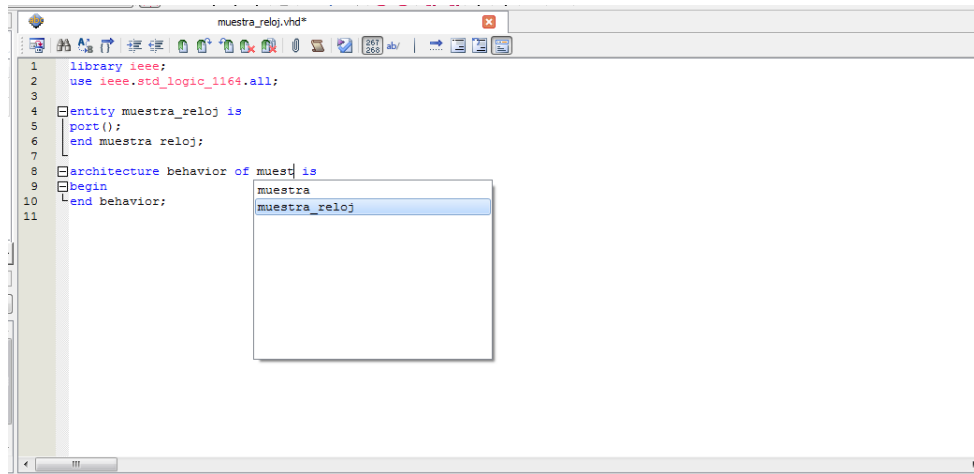 muestra_reloj.vhd*
267
268
ab/
1 library ieee;
2 use ieee.std_logic_1164.all;
3
4 entity muestra_reloj is
5 port();
6 end muestra reloj;
7
8 architecture behavior of muest is
9 begin
10 end behavior;
11
muestra
muestra_reloj